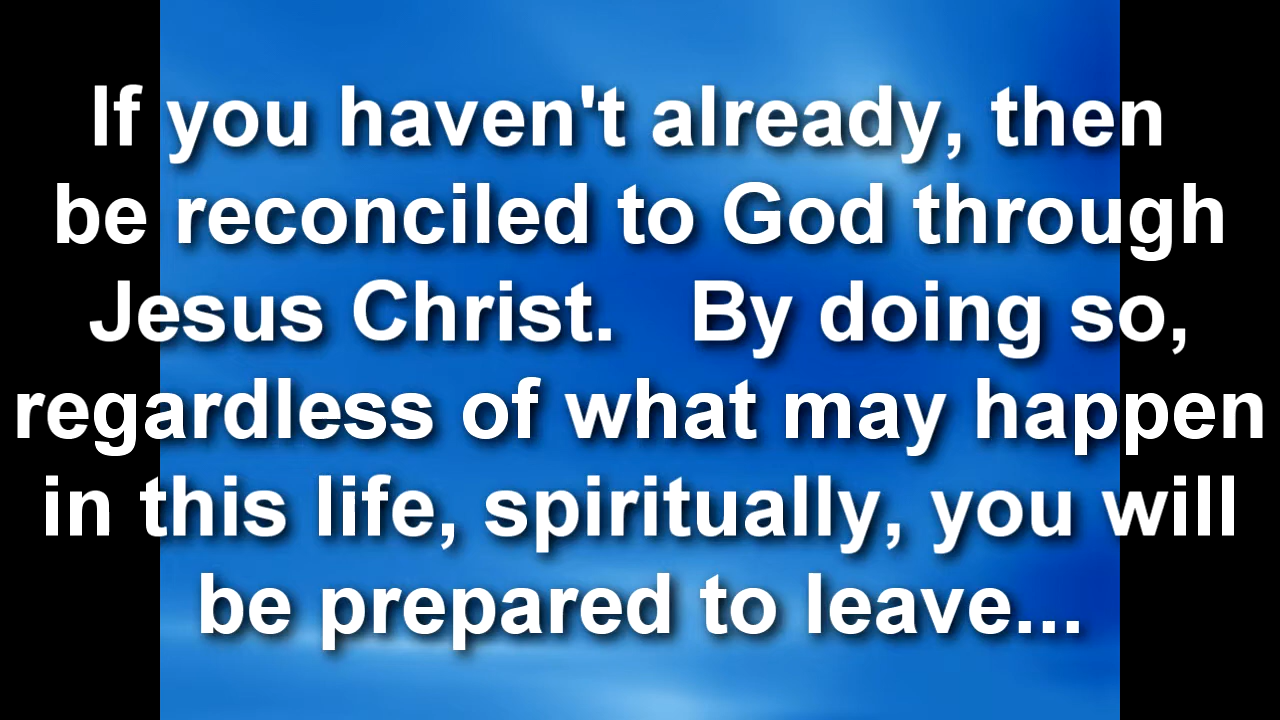 If you haven't already, then
be reconciled to God through
Jesus Christ.   By doing so,
regardless of what may happen
in this life, spiritually, you will
be prepared to leave...